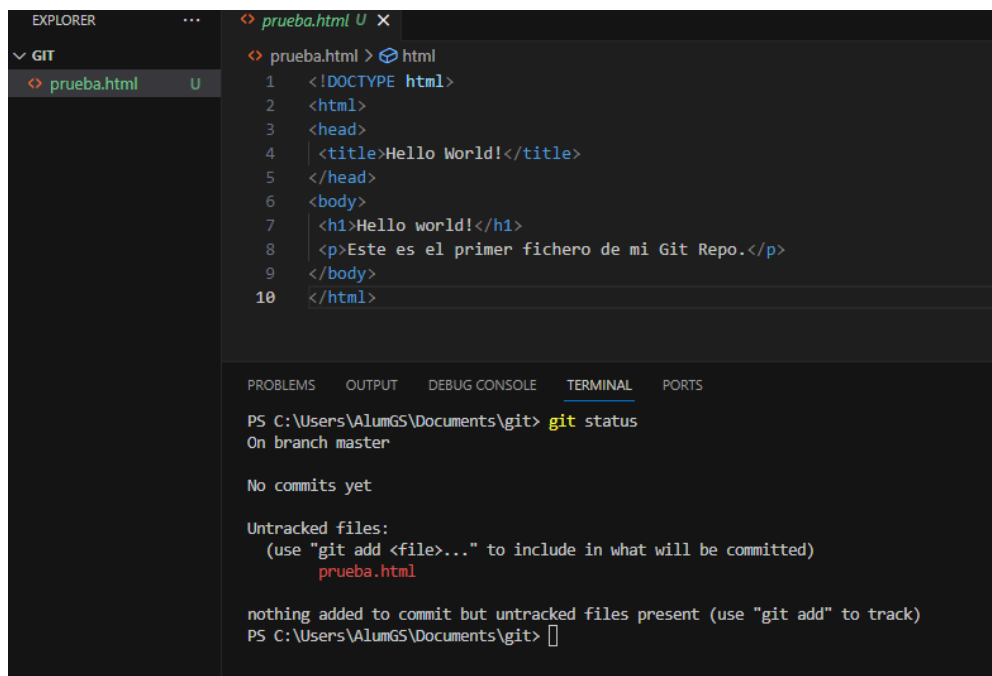 EXPLORER ...
GIT
prueba.html U
prueba.html U
prueba.html > html
1 <!DOCTYPE html>
2 <html>
3 <head>
4 <title>Hello World!</title>
5 </head>
6 <body>
7 <h1>Hello world!</h1>
8 <p>Este es el primer fichero de mi Git Repo.</p>
9 </body>
10 </html>
PROBLEMS OUTPUT DEBUG CONSOLE TERMINAL PORTS
PS C:\Users\AlumGS\Documents\git> git status
On branch master
No commits yet
Untracked files:
(use "git add <file>..." to include in what will be committed)
prueba.html
nothing added to commit but untracked files present (use "git add" to track)
PS C:\Users\AlumGS\Documents\git>